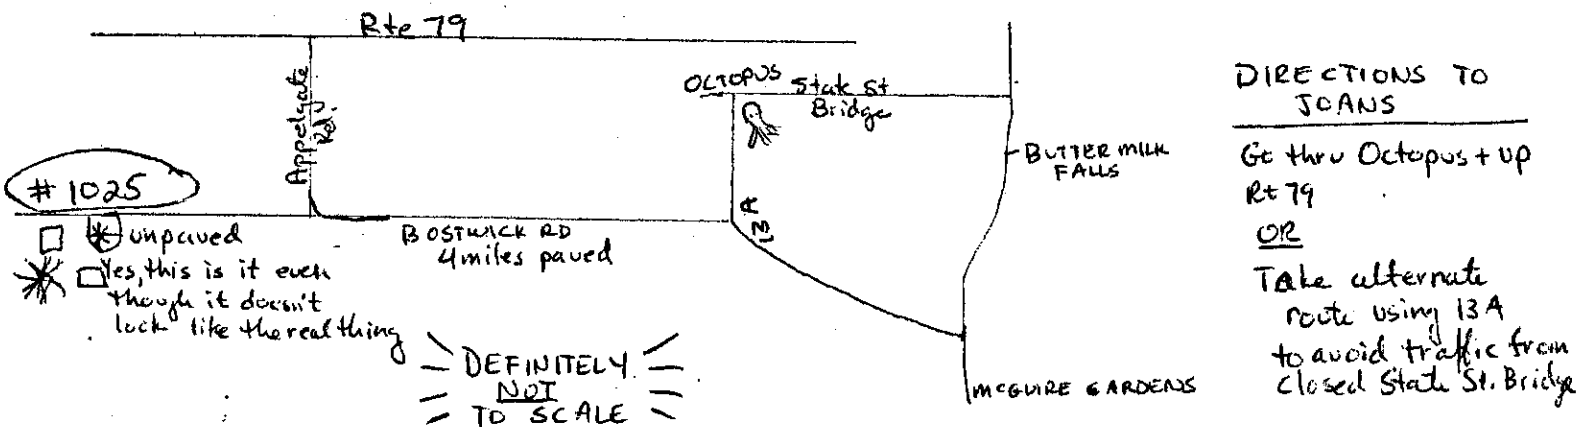 Rte 79
OCTOPUS
State St
Bridge
Appelgate
Rd.
BUTTERMILK
FALLS
# 1025
unpaved
Yes, this is it even
though it doesn't
look like the real thing
BOSTWICK RD
4 miles paved
13 A
DEFINITELY
NOT
TO SCALE
MCGUIRE GARDENS
DIRECTIONS TO
JOANS
Go thru Octopus + up
Rt 79
OR
Take alternate
route using 13A
to avoid traffic from
closed State St. Bridge